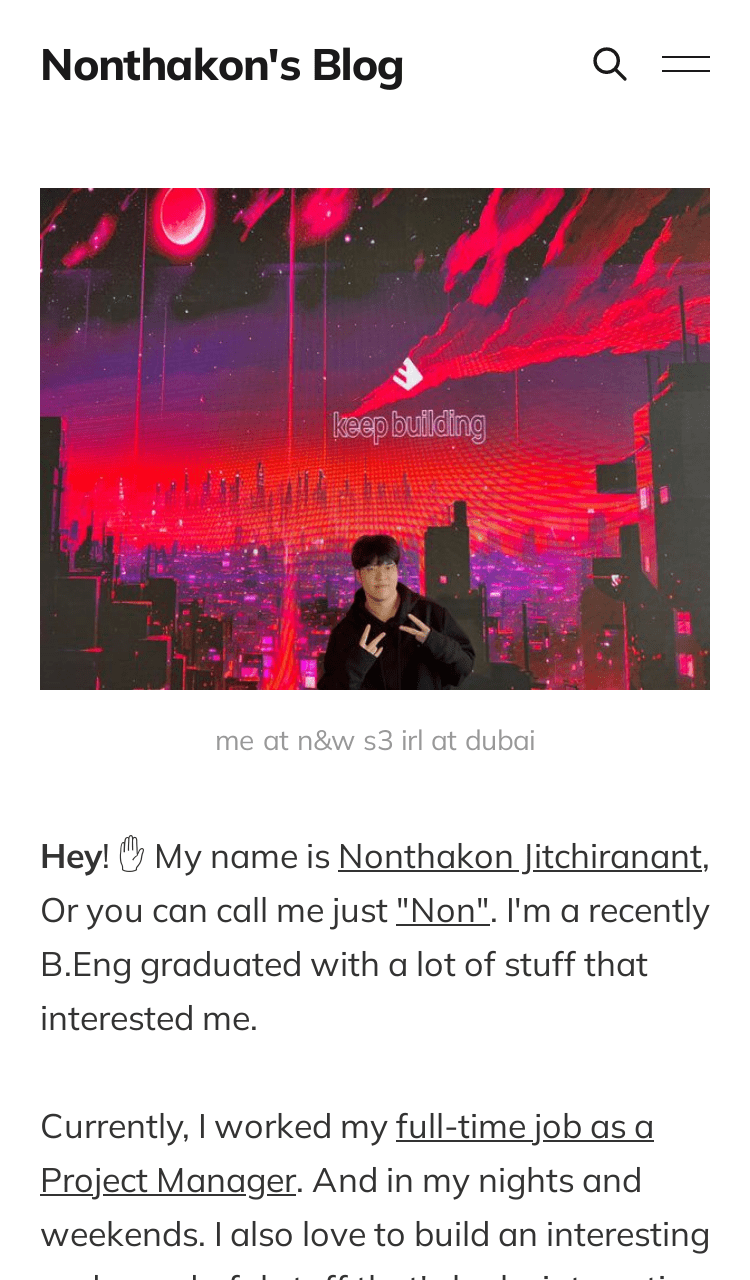 Nonthakon's Blog
keep building
me at n&w s3 irl at dubai
Hey! ✋ My name is Nonthakon Jitchiranant,
Or you can call me just "Non". I'm a recently
B.Eng graduated with a lot of stuff that
interested me.
Currently, I worked my full-time job as a
Project Manager. And in my nights and
weekends. I also love to build an interesting